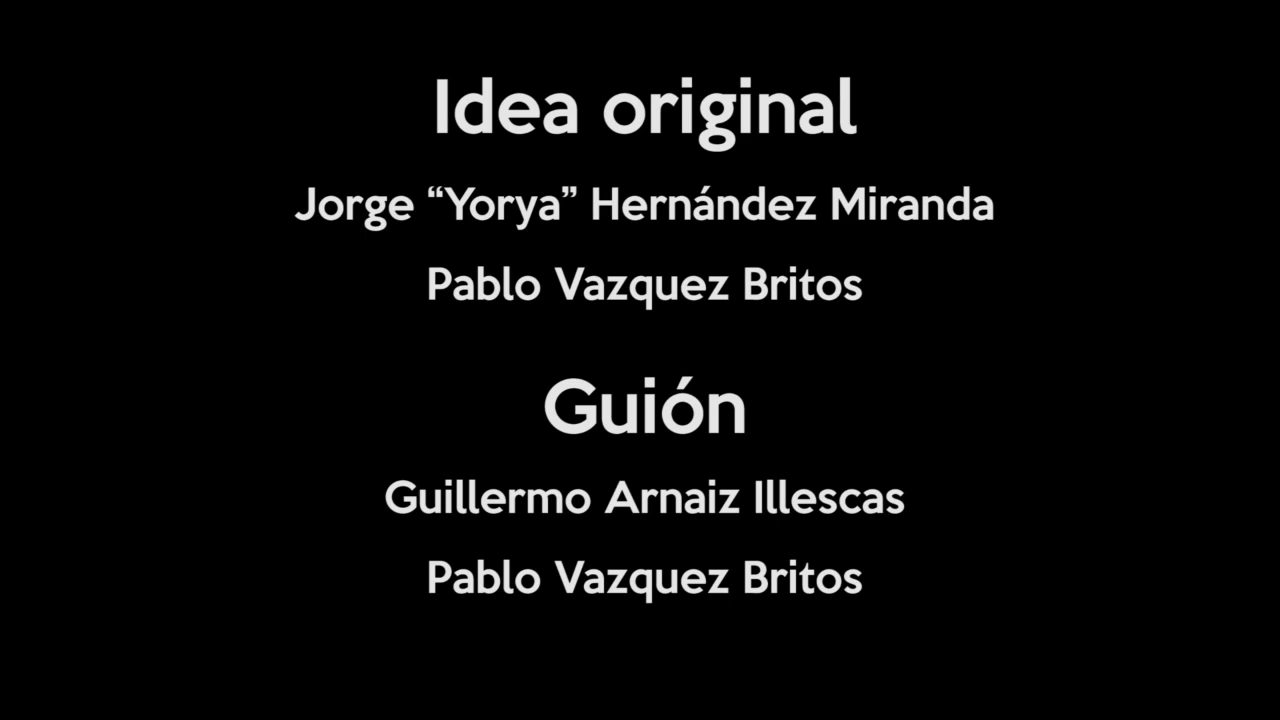 Idea original
Jorge “Yorya” Hernández Miranda
Pablo Vazquez Britos
Guión
Guillermo Arnaiz Illescas
Pablo Vazquez Britos